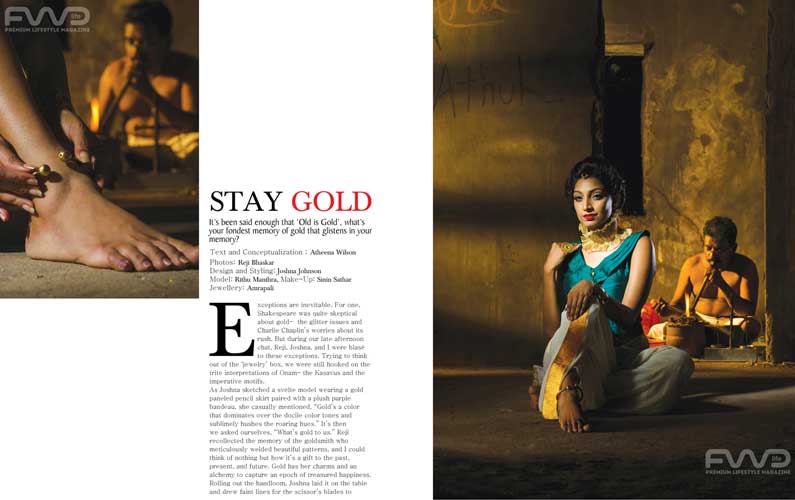 FWD life
PREMIUM LIFESTYLE MAGAZINE
STAY GOLD
It's been said enough that 'Old is Gold', what's
your fondest memory of gold that glistens in your
memory?
Text and Conceptualization : Atheena Wilson
Photos: Reji Bhaskar
Design and Styling: Joshna Johnson
Model: Rithu Manthra, Make-Up: Sinin Sathar
Jewellery: Amrapali
Exceptions are inevitable. For one,
Shakespeare was quite skeptical
about gold- the glitter issues and
Charlie Chaplin's worries about its
rush. But during our late afternoon
chat, Reji, Joshna, and I were blasé
to these exceptions. Trying to think
out of the 'jewelry' box, we were still hooked on the
trite interpretations of Onam- the Kasavus and the
imperative motifs.
As Joshna sketched a svelte model wearing a gold
paneled skirt paired with a plush purple
bandeau, she casually mentioned, "Gold's a color
that dominates over the docile color tones and
sublimely hushes the roaring hues." It's then
we asked ourselves, "What's gold to us." Reji
recollected the memory of the goldsmith who
meticulously welded beautiful patterns, and I could
think of nothing but how it's a gift to the past,
present, and future. Gold has her charms and an
alchemy to capture an epoch of treasured happiness.
Rolling out the handloom, Joshna laid it on the table
and drew faint lines for the scissor's blades to
FWD life
PREMIUM LIFESTYLE MAGAZINE